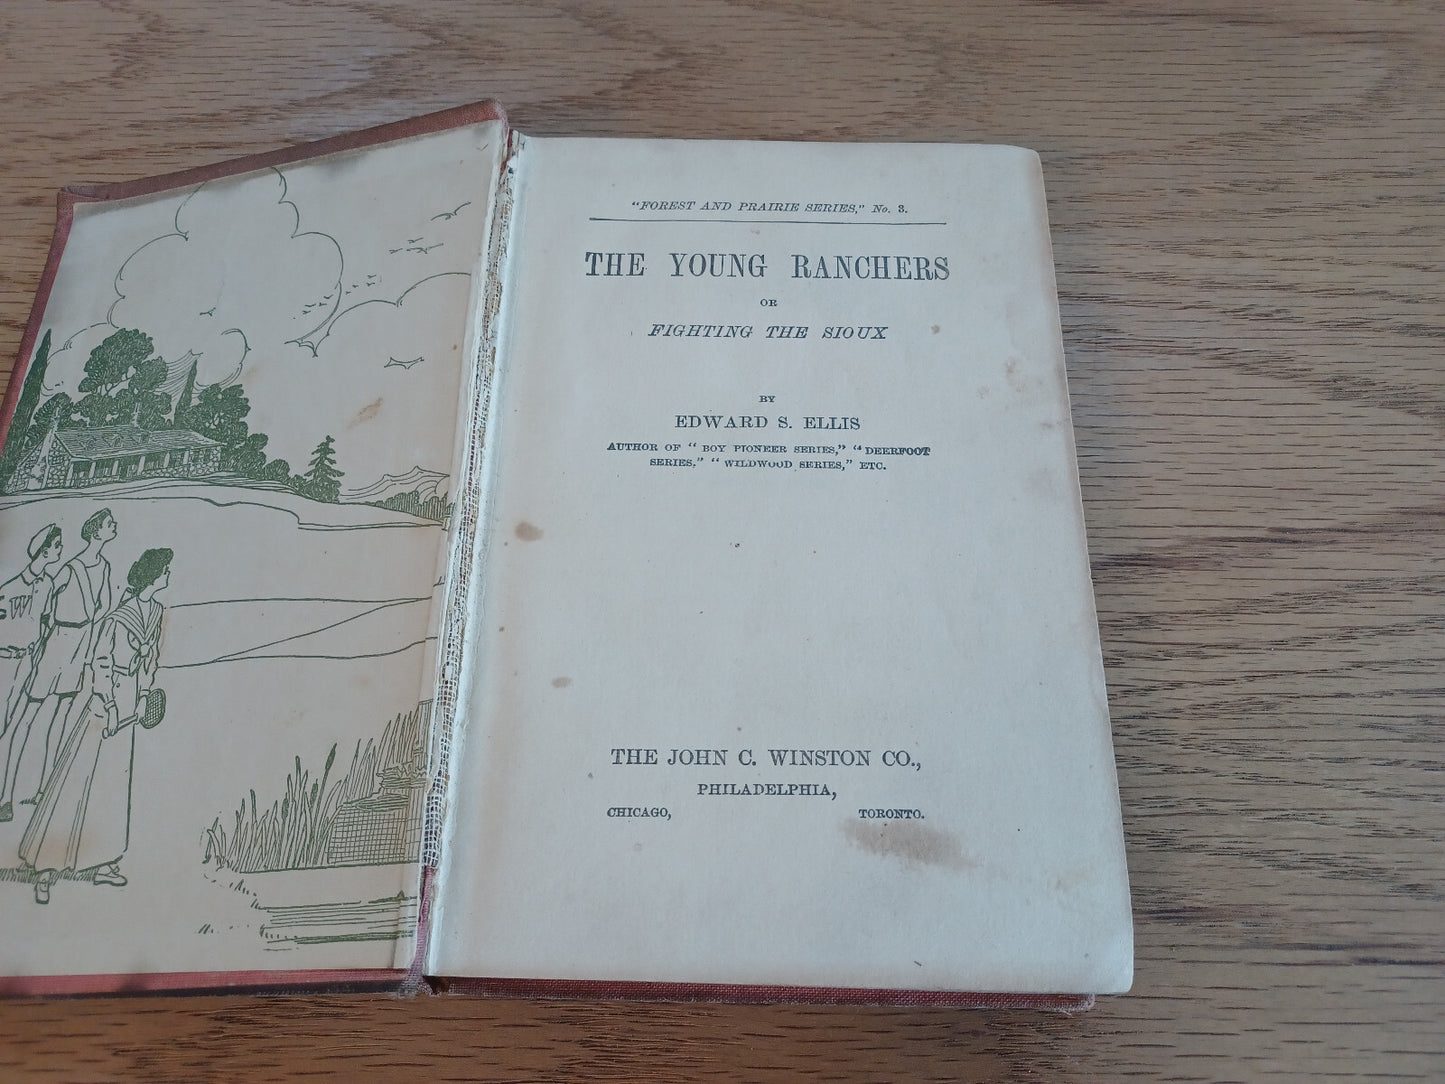 "FOREST AND PRAIRIE SERIES," No. 3.
THE YOUNG RANCHERS
OR
FIGHTING THE SIOUX
BY
EDWARD S. ELLIS
AUTHOR OF "BOY PIONEER SERIES," "DEERFOOT
SERIES," "WILDWOOD SERIES," ETC.
THE JOHN C. WINSTON CO.,
PHILADELPHIA,
CHICAGO, TORONTO.